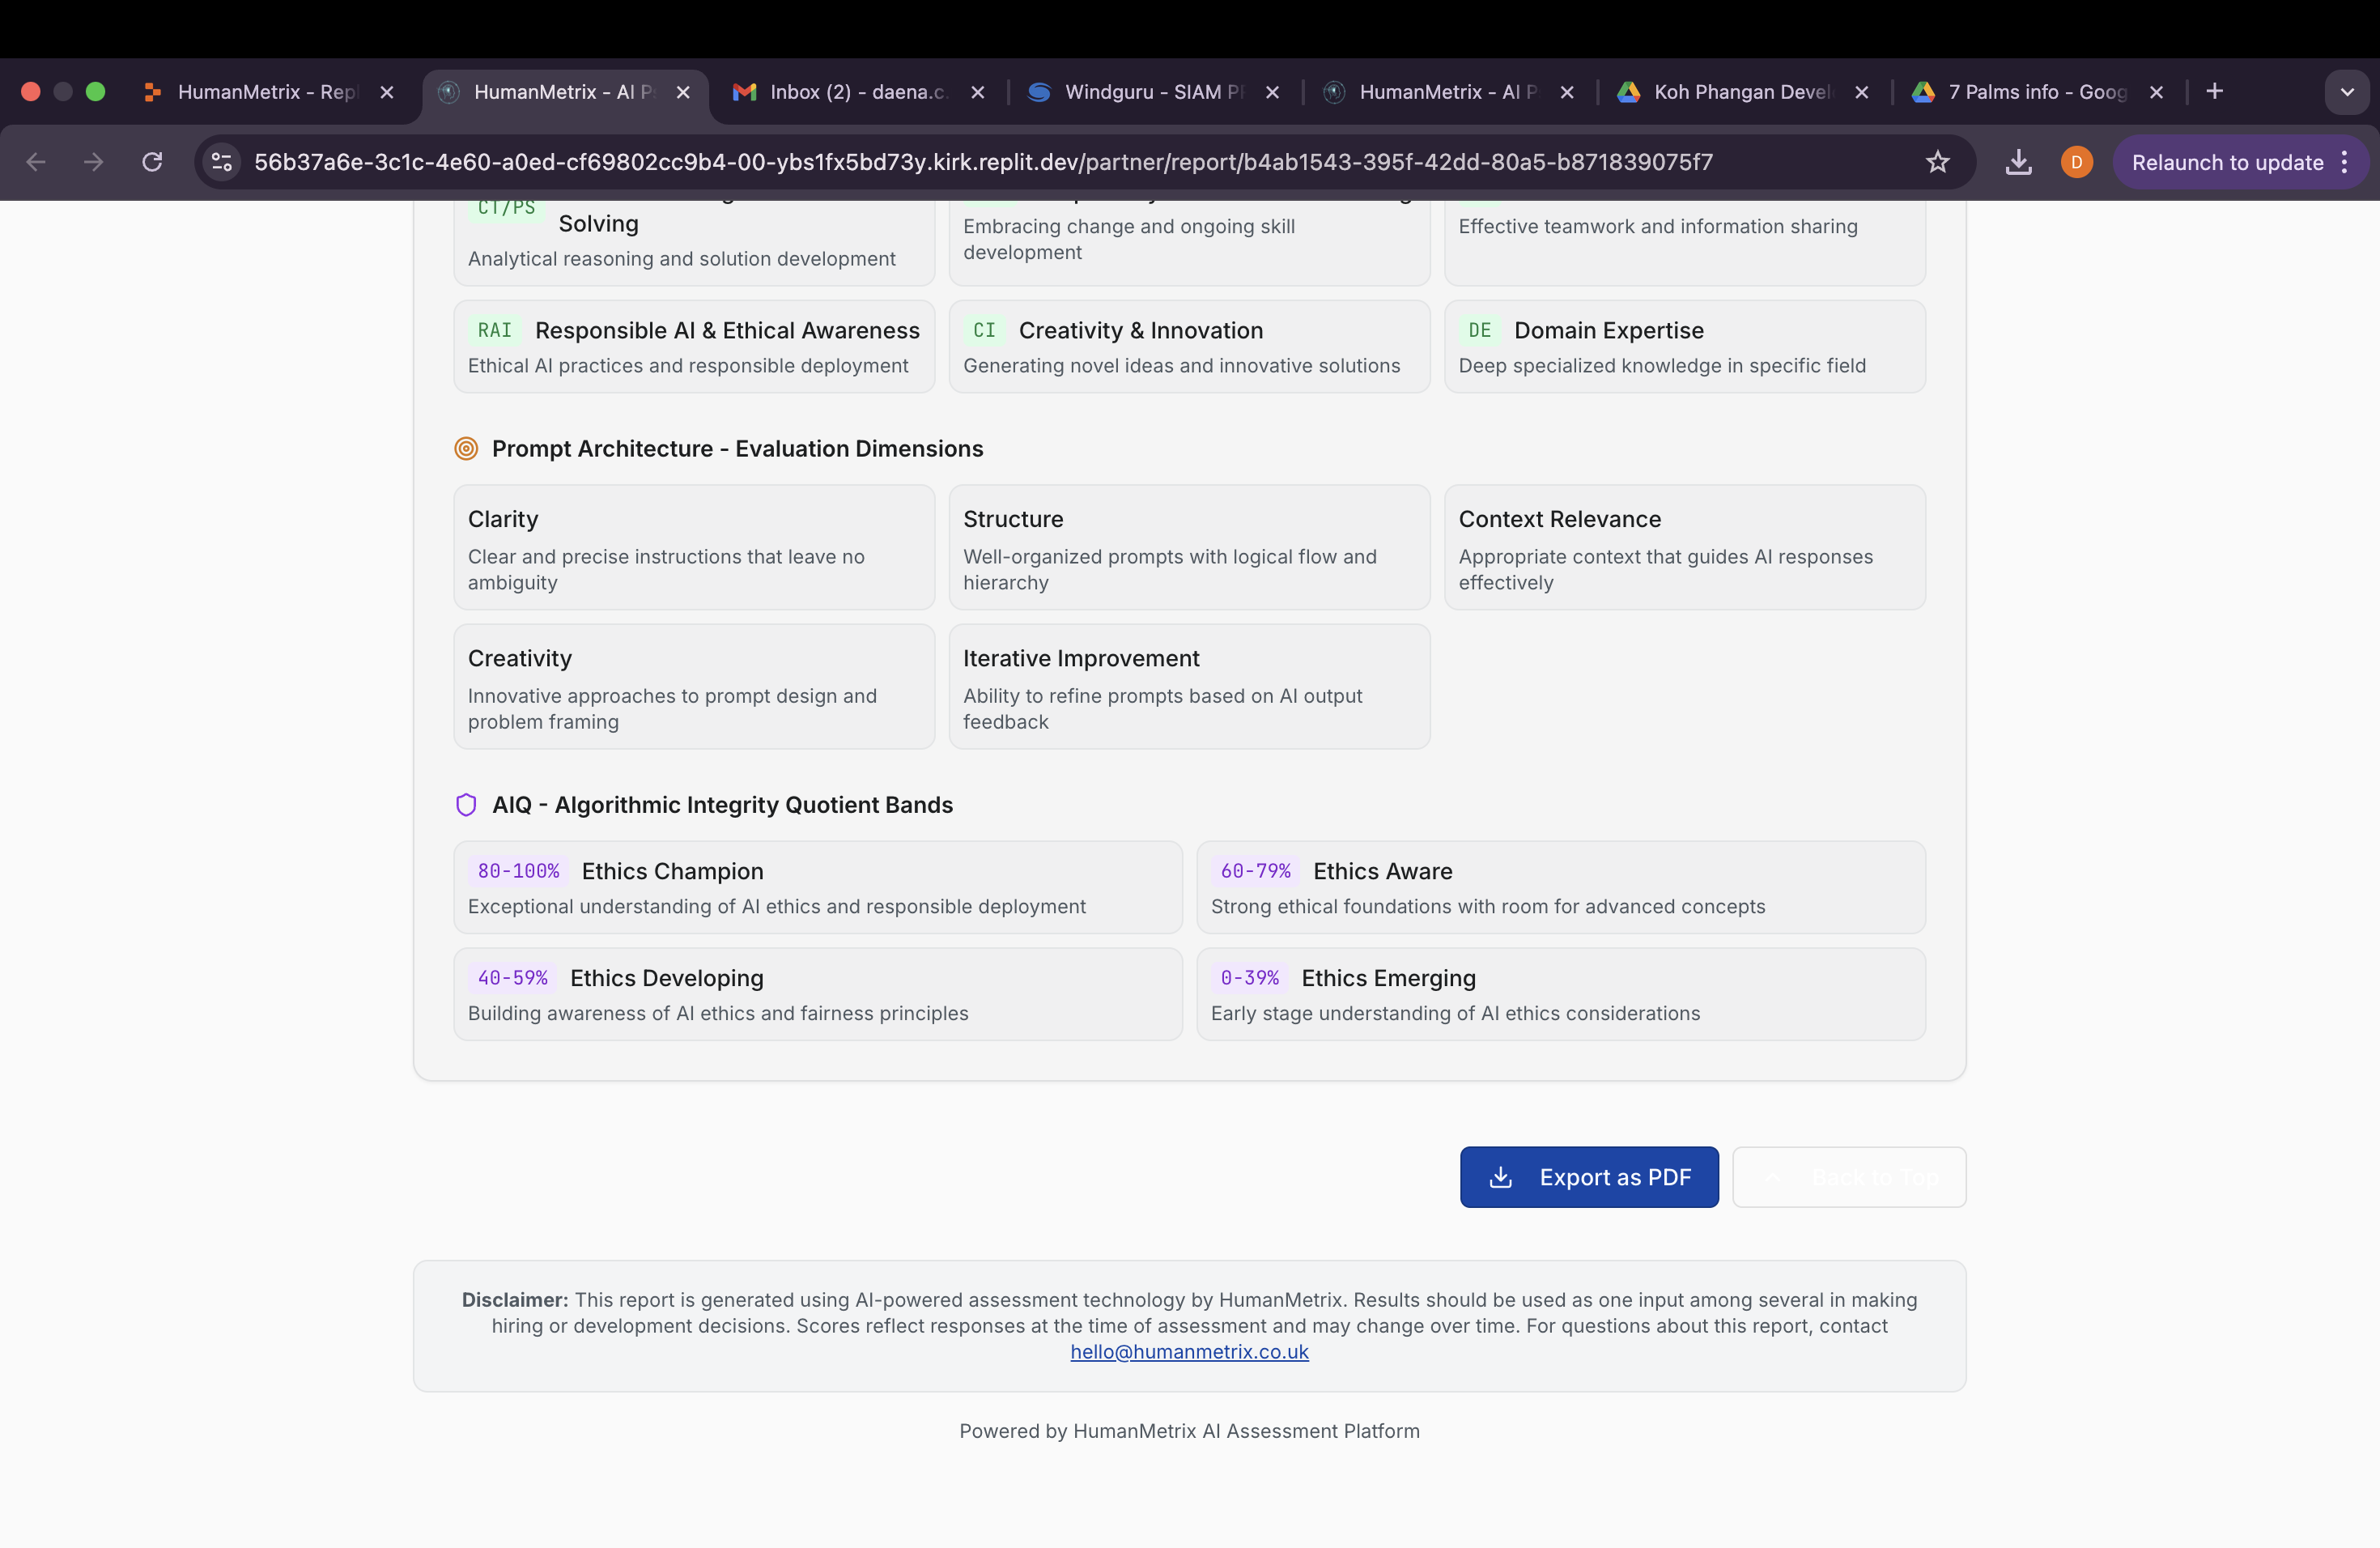 HumanMetrix - Rep
HumanMetrix - AI P
Inbox (2) - daena.c
Windguru - SIAM P
HumanMetrix - AI P
Koh Phangan Devel
7 Palms info - Goog
56b37a6e-3c1c-4e60-a0ed-cf69802cc9b4-00-ybs1fx5bd73y.kirk.replit.dev/partner/report/b4ab1543-395f-42dd-80a5-b871839075f7
D
Relaunch to update
CT/PS
Solving
Analytical reasoning and solution development
Embracing change and ongoing skill
development
Effective teamwork and information sharing
RAI Responsible AI & Ethical Awareness
Ethical AI practices and responsible deployment
CI Creativity & Innovation
Generating novel ideas and innovative solutions
DE Domain Expertise
Deep specialized knowledge in specific field
Prompt Architecture - Evaluation Dimensions
Clarity
Clear and precise instructions that leave no
ambiguity
Structure
Well-organized prompts with logical flow and
hierarchy
Context Relevance
Appropriate context that guides AI responses
effectively
Creativity
Innovative approaches to prompt design and
problem framing
Iterative Improvement
Ability to refine prompts based on AI output
feedback
AIQ - Algorithmic Integrity Quotient Bands
80-100% Ethics Champion
Exceptional understanding of AI ethics and responsible deployment
60-79% Ethics Aware
Strong ethical foundations with room for advanced concepts
40-59% Ethics Developing
Building awareness of AI ethics and fairness principles
0-39% Ethics Emerging
Early stage understanding of AI ethics considerations
Export as PDF
Back to Top
Disclaimer: This report is generated using AI-powered assessment technology by HumanMetrix. Results should be used as one input among several in making
hiring or development decisions. Scores reflect responses at the time of assessment and may change over time. For questions about this report, contact
hello@humanmetrix.co.uk
Powered by HumanMetrix AI Assessment Platform